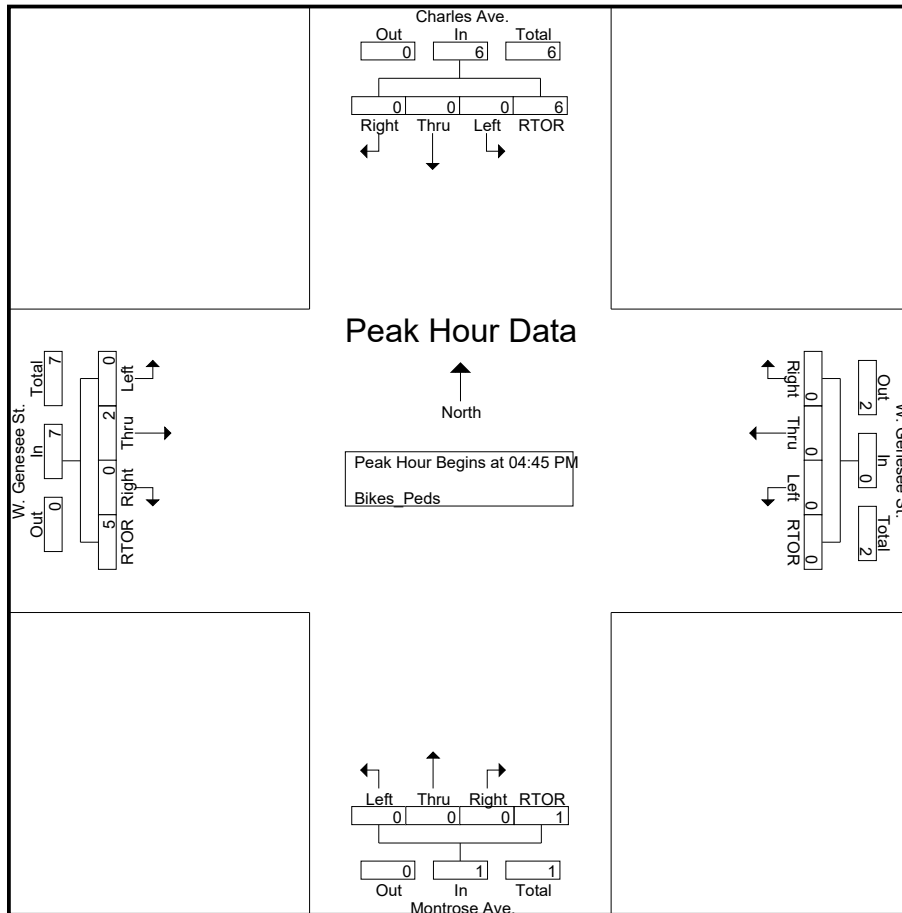 Charles Ave.
Out In Total
0 6 6
0 0 0 6
Right Thru Left RTOR
Peak Hour Data
North
Peak Hour Begins at 04:45 PM
Bikes_Peds
W. Genesee St.
Out In Total
0 7 7
Left Thru Right RTOR
0 2 0 5
W. Genesee St.
Out In Total
2 0 2
Right Thru Left RTOR
0 0 0 0
Left Thru Right RTOR
0 0 0 1
0 1 1
Out In Total
Montrose Ave.